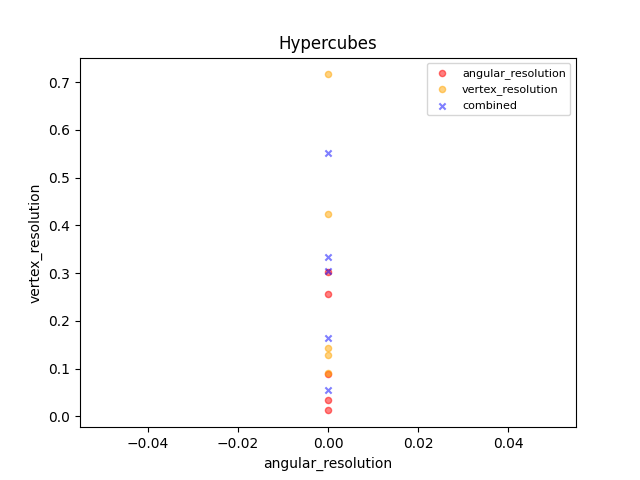 Hypercubes
angular_resolution
vertex_resolution
combined
0.7
0.6
0.5
0.4
0.3
0.2
0.1
0.0
vertex_resolution
−0.04
−0.02
0.00
0.02
0.04
angular_resolution